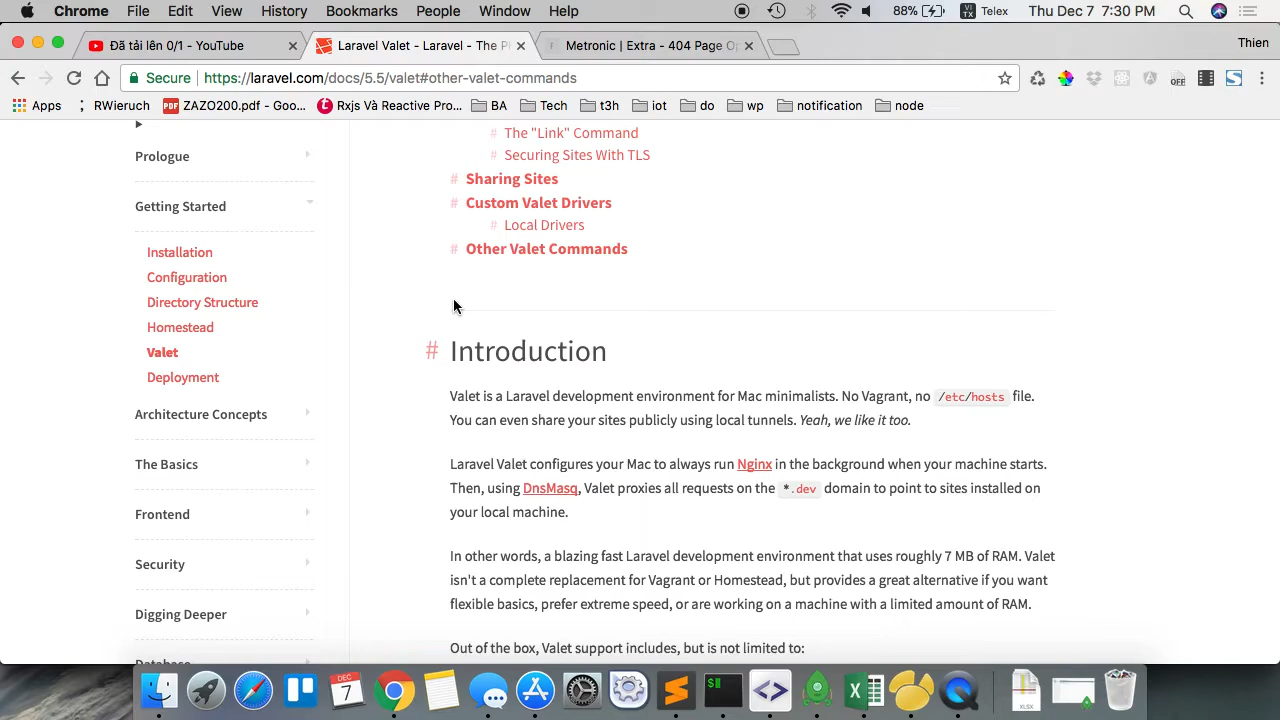 Chrome File Edit View History Bookmarks People Window Help 88% VI TX Telex Thu Dec 7 7:30 PM
Đã tải lên 0/1 - YouTube Laravel Valet - Laravel - The P Metronic | Extra - 404 Page Op Thien
Secure https://laravel.com/docs/5.5/valet#other-valet-commands OFF
Apps RWieruch PDF ZAZO200.pdf - Goo... Rxjs Và Reactive Pro... BA Tech t3h iot do wp notification node
# The "Link" Command
Prologue
# Securing Sites With TLS
# Sharing Sites
Getting Started
# Custom Valet Drivers
# Local Drivers
# Other Valet Commands
Installation
Configuration
Directory Structure
Homestead
Valet
Deployment
Architecture Concepts
The Basics
Frontend
Security
Digging Deeper
Database
# Introduction
Valet is a Laravel development environment for Mac minimalists. No Vagrant, no /etc/hosts file.
You can even share your sites publicly using local tunnels. Yeah, we like it too.
Laravel Valet configures your Mac to always run Nginx in the background when your machine starts.
Then, using DnsMasq, Valet proxies all requests on the *.dev domain to point to sites installed on
your local machine.
In other words, a blazing fast Laravel development environment that uses roughly 7 MB of RAM. Valet
isn't a complete replacement for Vagrant or Homestead, but provides a great alternative if you want
flexible basics, prefer extreme speed, or are working on a machine with a limited amount of RAM.
Out of the box, Valet support includes, but is not limited to:
DEC
7
XLSX